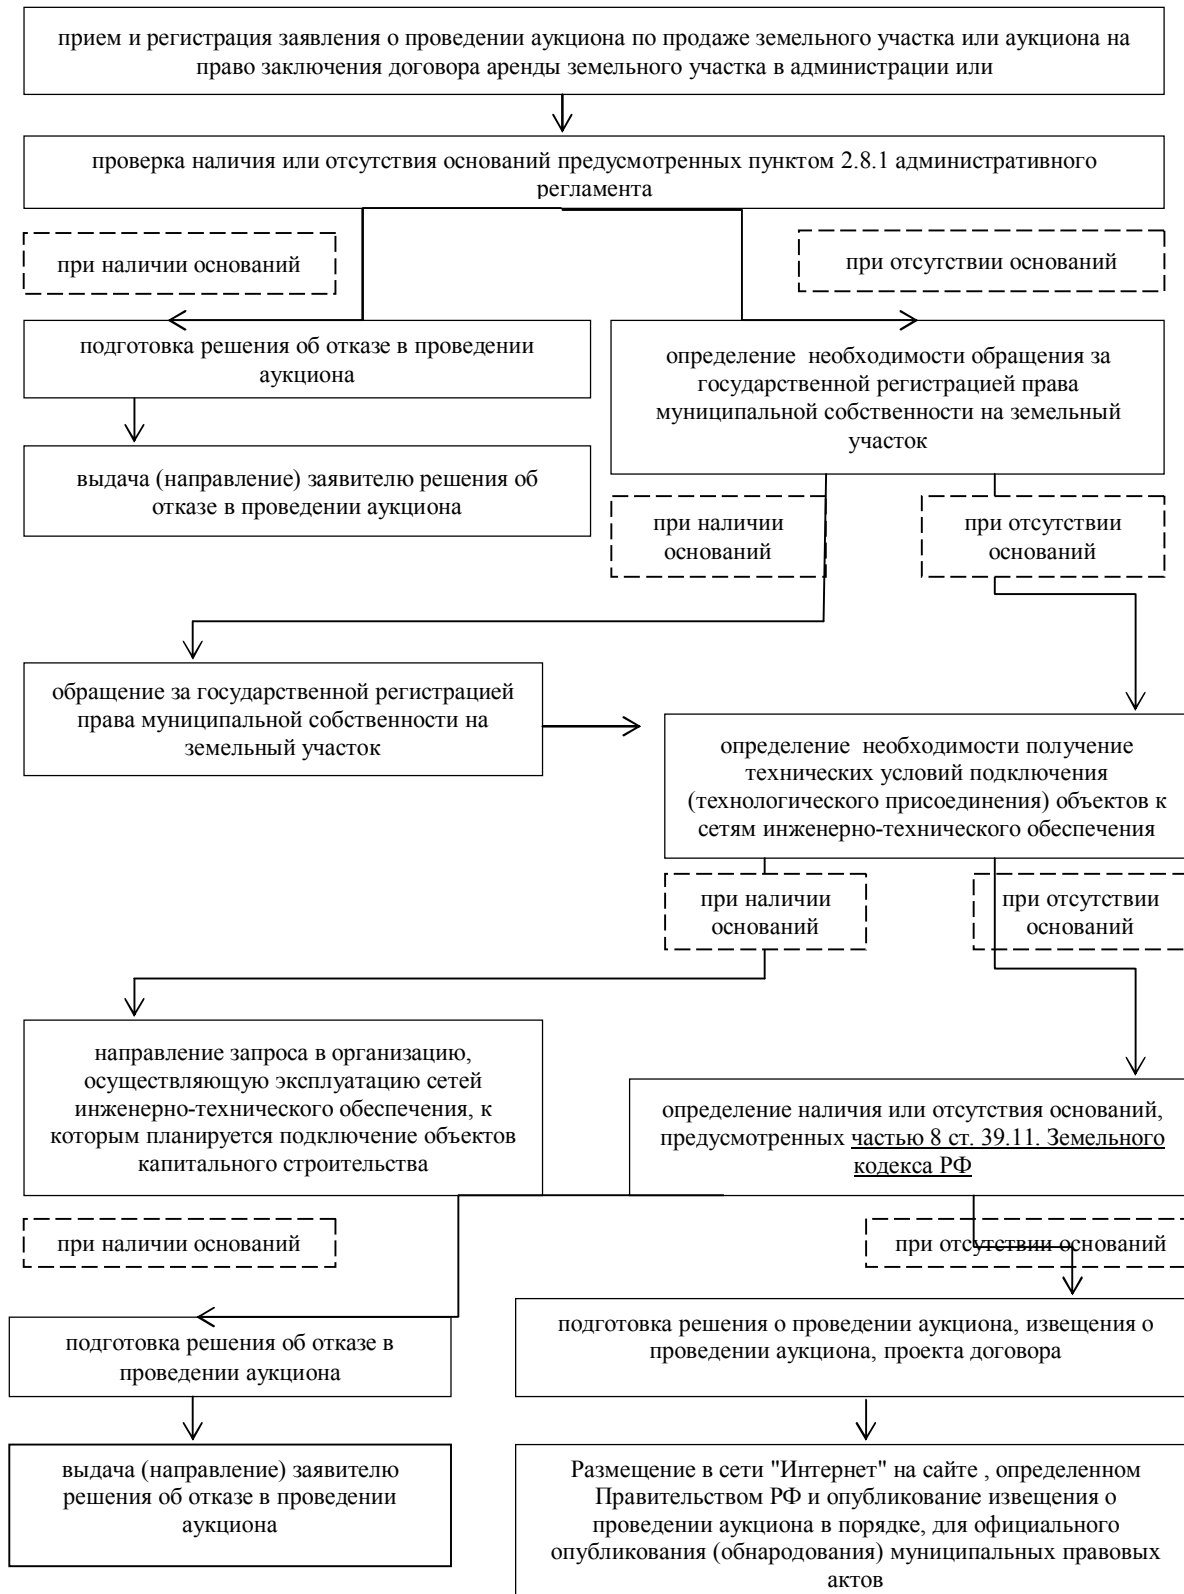 прием и регистрация заявления о проведении аукциона по продаже земельного участка или аукциона на
право заключения договора аренды земельного участка в администрации или
проверка наличия или отсутствия оснований предусмотренных пунктом 2.8.1 административного
регламента
при наличии оснований
при отсутствии оснований
подготовка решения об отказе в проведении
аукциона
определение необходимости обращения за
государственной регистрацией права
муниципальной собственности на земельный
участок
выдача (направление) заявителю решения об
отказе в проведении аукциона
при наличии
оснований
при отсутствии
оснований
обращение за государственной регистрацией
права муниципальной собственности на
земельный участок
определение необходимости получение
технических условий подключения
(технологического присоединения) объектов к
сетям инженерно-технического обеспечения
при наличии
оснований
при отсутствии
оснований
направление запроса в организацию,
осуществляющую эксплуатацию сетей
инженерно-технического обеспечения, к
которым планируется подключение объектов
капитального строительства
определение наличия или отсутствия оснований,
предусмотренных частью 8 ст. 39.11. Земельного
кодекса РФ
при наличии оснований
при отсутствии оснований
подготовка решения об отказе в
проведении аукциона
подготовка решения о проведении аукциона, извещения о
проведении аукциона, проекта договора
выдача (направление) заявителю
решения об отказе в проведении
аукциона
Размещение в сети "Интернет" на сайте , определенном
Правительством РФ и опубликование извещения о
проведении аукциона в порядке, для официального
опубликования (обнародования) муниципальных правовых
актов